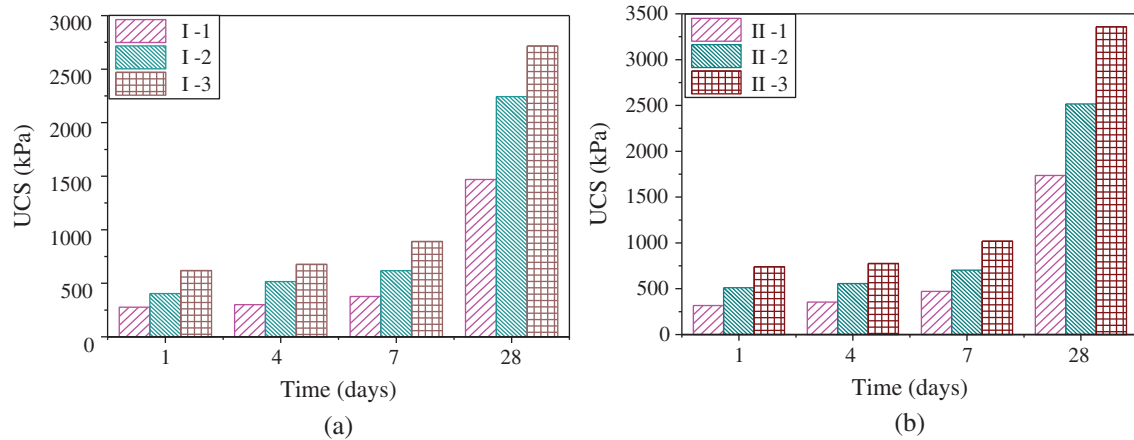 3000
2500
2000
1500
1000
500
0
UCS (kPa)
I -1
I -2
I -3
1 4 7 28
Time (days)
(a)
3500
3000
2500
2000
1500
1000
500
0
UCS (kPa)
II -1
II -2
II -3
1 4 7 28
Time (days)
(b)